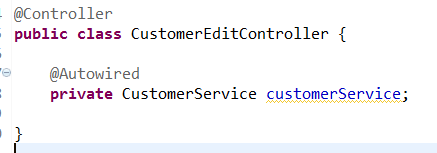 @Controller
public class CustomerEditController {
@Autowired
private CustomerService customerService;
}